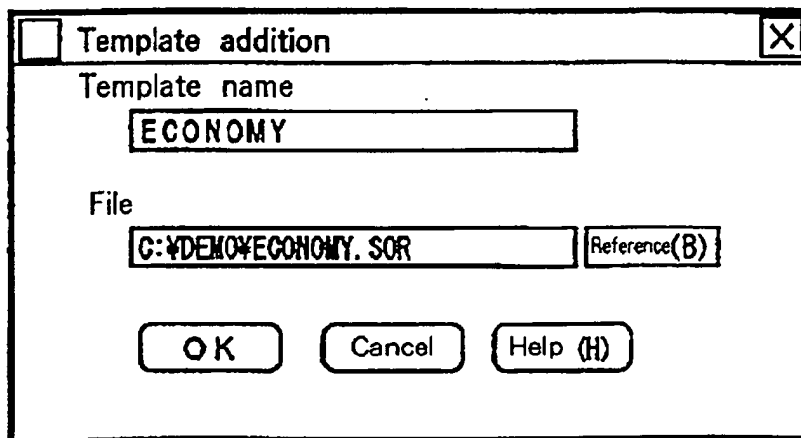 Template addition
Template name
ECONOMY
File
C:¥DEMO¥ECONOMY.SOR Reference(B)
OK Cancel Help (H)